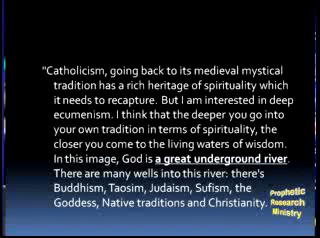 "Catholicism, going back to its medieval mystical
tradition has a rich heritage of spirituality which
it needs to recapture. But I am interested in deep
ecumenism. I think that the deeper you go into
your own tradition in terms of spirituality, the
closer you come to the living waters of wisdom.
In this image, God is a great underground river.
There are many wells into this river: there's
Buddhism, Taosim, Judaism, Sufism, the
Goddess, Native traditions and Christianity.
Prophetic
Research
Ministry